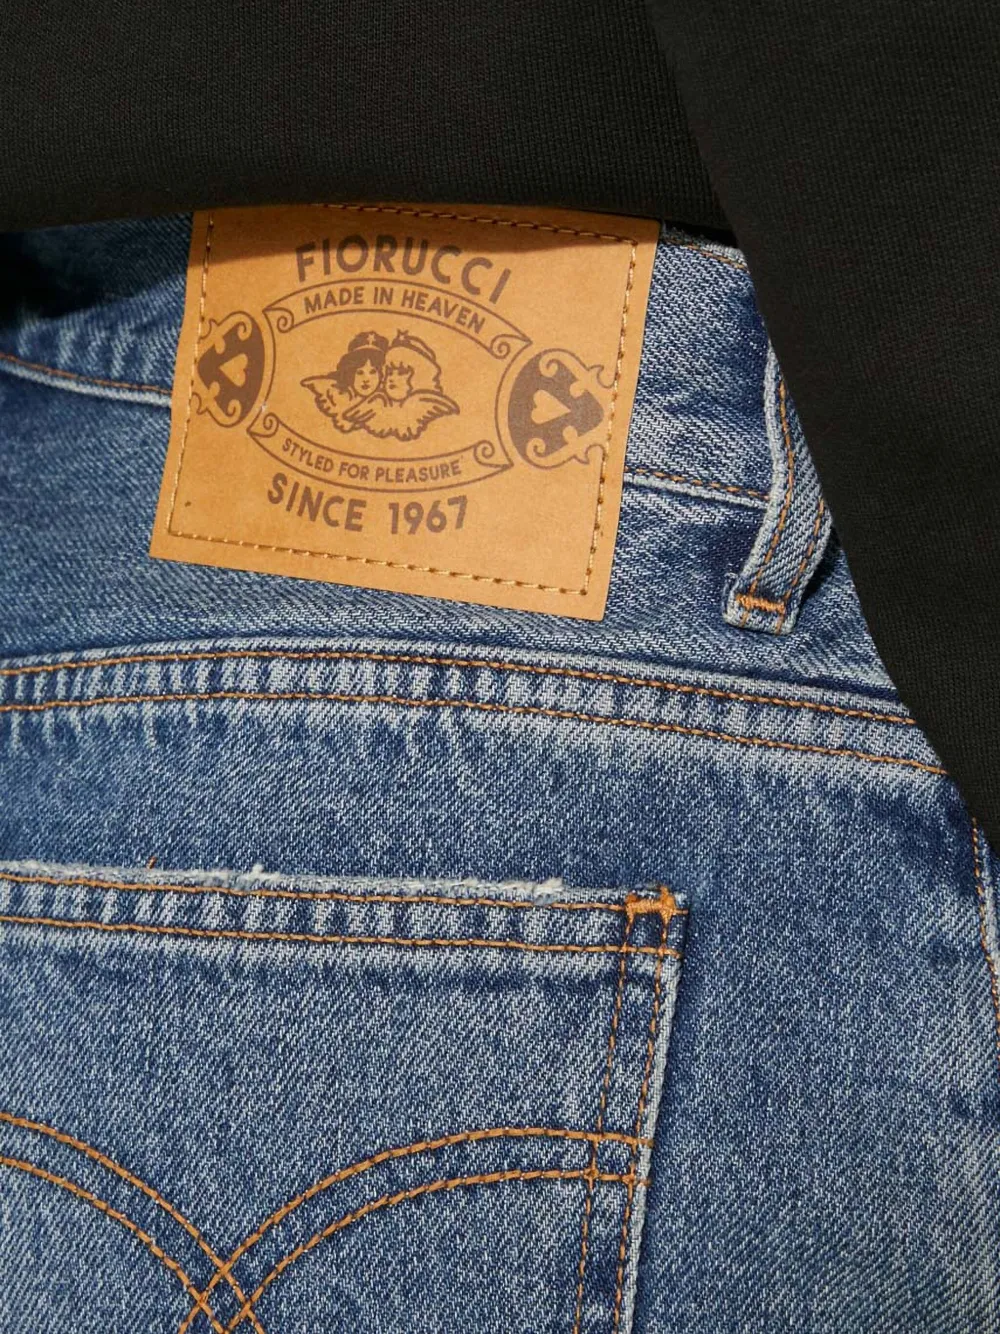 FIORUCCI
MADE IN HEAVEN
STYLED FOR PLEASURE
SINCE 1967